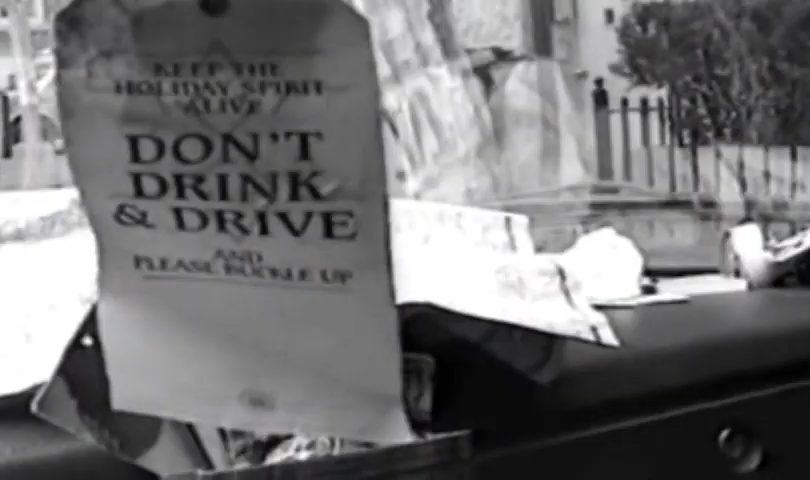 KEEP THE
HOLIDAY SPIRIT
ALIVE
DON'T
DRINK
& DRIVE
AND
PLEASE BUCKLE UP